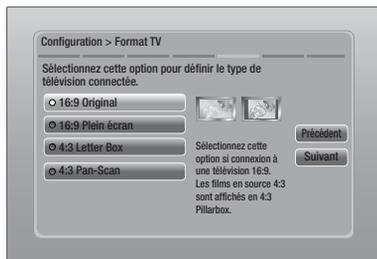 Configuration > Format TV
Sélectionnez cette option pour définir le type de
télévision connectée.
16:9 Original
16:9 Plein écran
4:3 Letter Box
4:3 Pan-Scan
Sélectionnez cette
option si connexion à
une télévision 16:9.
Les films en source 4:3
sont affichés en 4:3
Pillarbox.
Précédent
Suivant